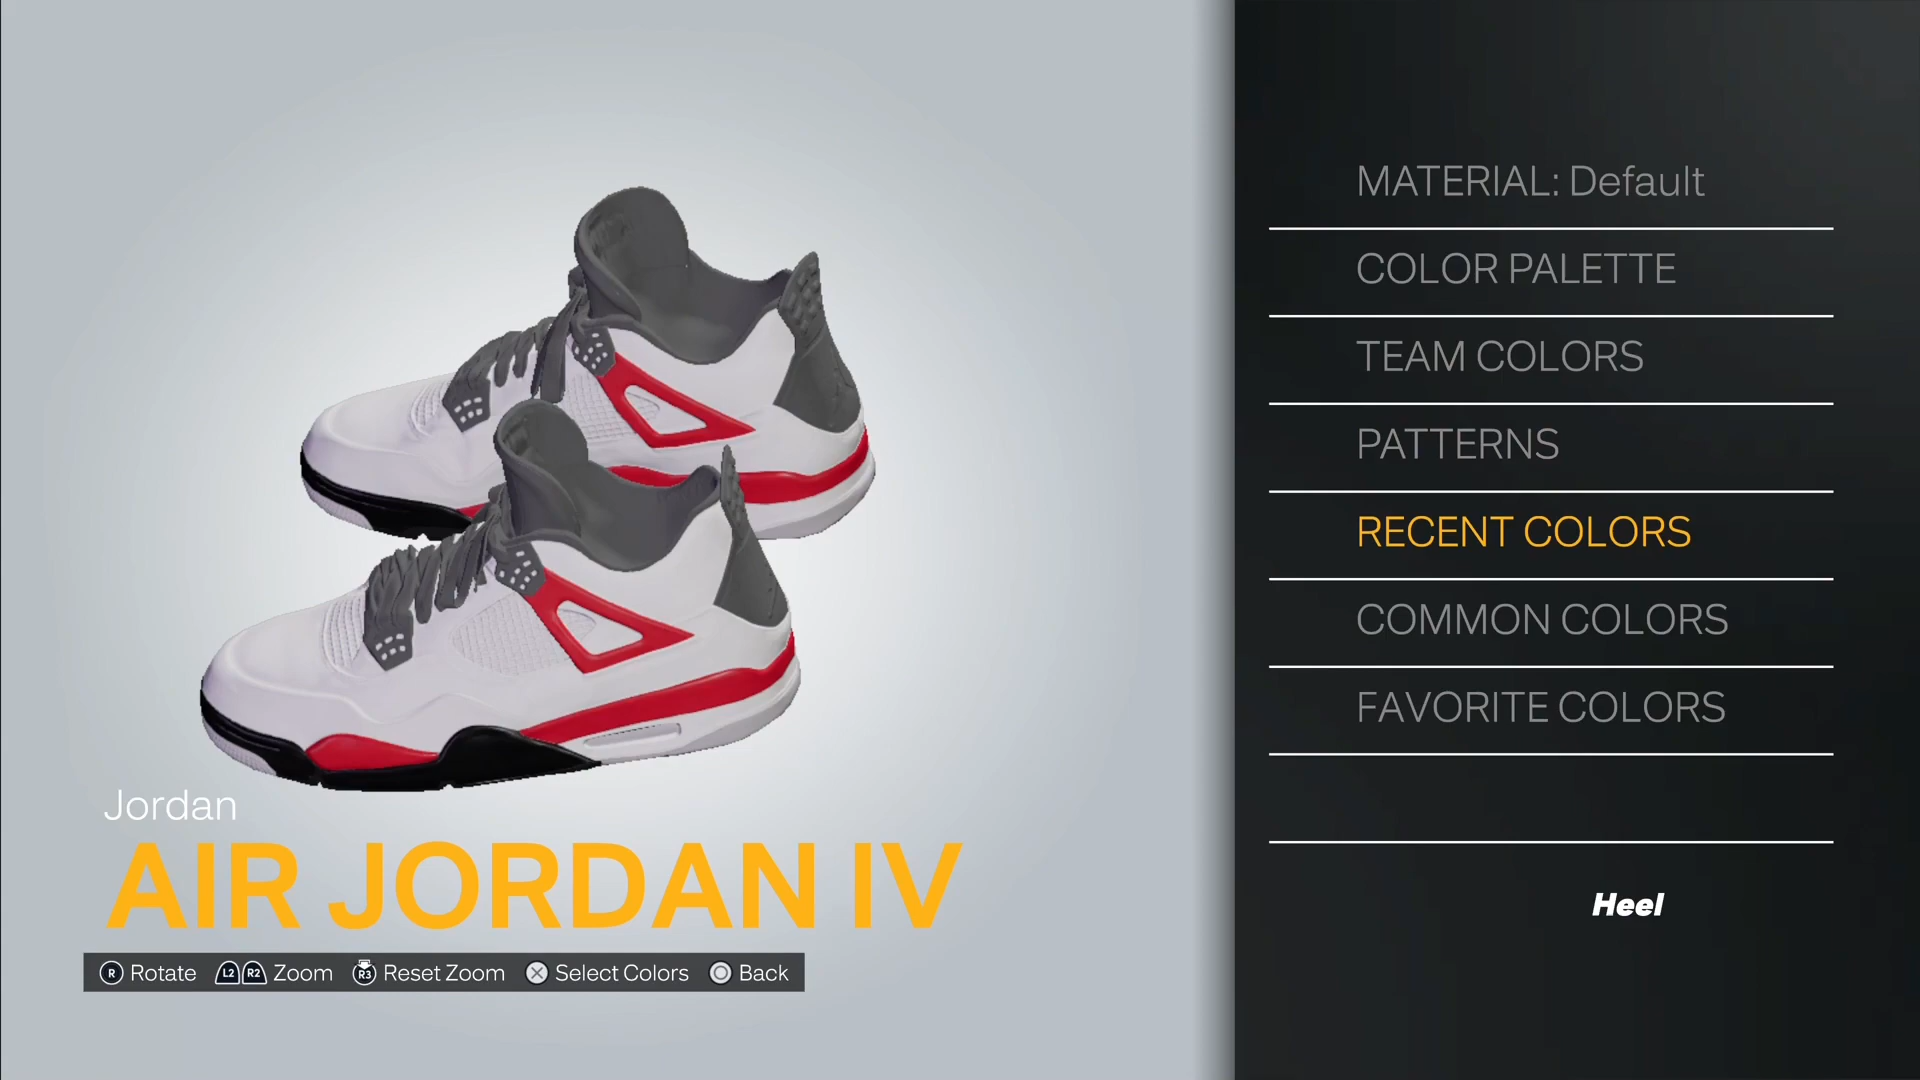 MATERIAL: Default
COLOR PALETTE
TEAM COLORS
PATTERNS
RECENT COLORS
COMMON COLORS
FAVORITE COLORS
Heel
Jordan
AIR JORDAN IV
R Rotate L2 R2 Zoom R3 Reset Zoom Select Colors Back